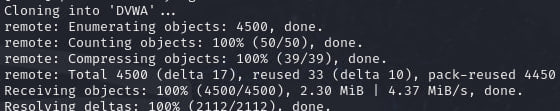 Cloning into 'DVWA'...
remote: Enumerating objects: 4500, done.
remote: Counting objects: 100% (50/50), done.
remote: Compressing objects: 100% (39/39), done.
remote: Total 4500 (delta 17), reused 33 (delta 10), pack-reused 4450
Receiving objects: 100% (4500/4500), 2.30 MiB | 4.37 MiB/s, done.
Resolving deltas: 100% (2112/2112), done.